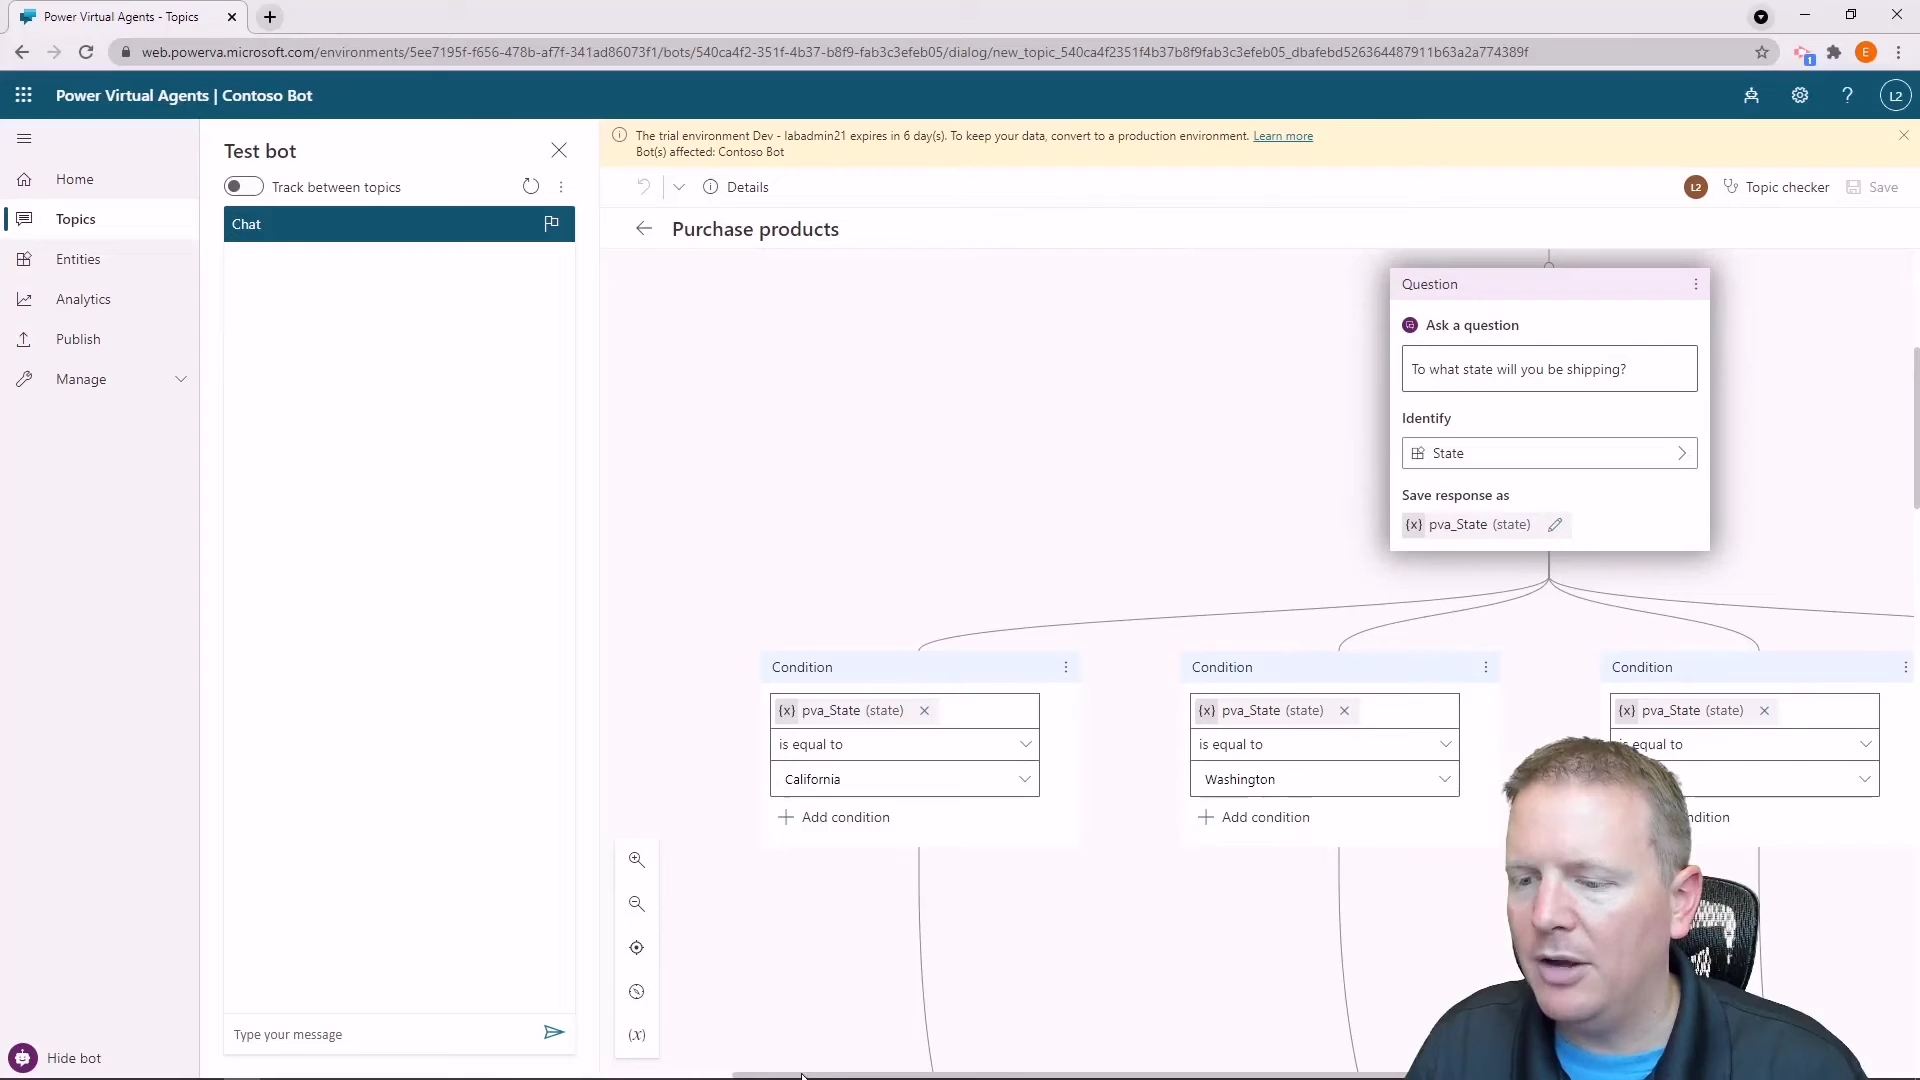 Power Virtual Agents - Topics
web.powerva.microsoft.com/environments/5ee7195f-f656-478b-af7f-341ad86073f1/bots/540ca4f2-351f-4b37-b8f9-fab3c3efeb05/dialog/new_topic_540ca4f2351f4b37b8f9fab3c3efeb05_dbafebd526364487911b63a2a774389f
1
E
Power Virtual Agents | Contoso Bot
?
L2
Home
Topics
Entities
Analytics
Publish
Manage
Hide bot
Test bot
Track between topics
Chat
Type your message
The trial environment Dev - labadmin21 expires in 6 day(s). To keep your data, convert to a production environment. Learn more
Bot(s) affected: Contoso Bot
Details
L2
Topic checker
Save
Purchase products
Question
Ask a question
To what state will you be shipping?
Identify
State
Save response as
{x} pva_State (state)
Condition
{x} pva_State (state)
is equal to
California
Add condition
Condition
{x} pva_State (state)
is equal to
Washington
Add condition
Condition
{x} pva_State (state)
is equal to
ndition
(x)